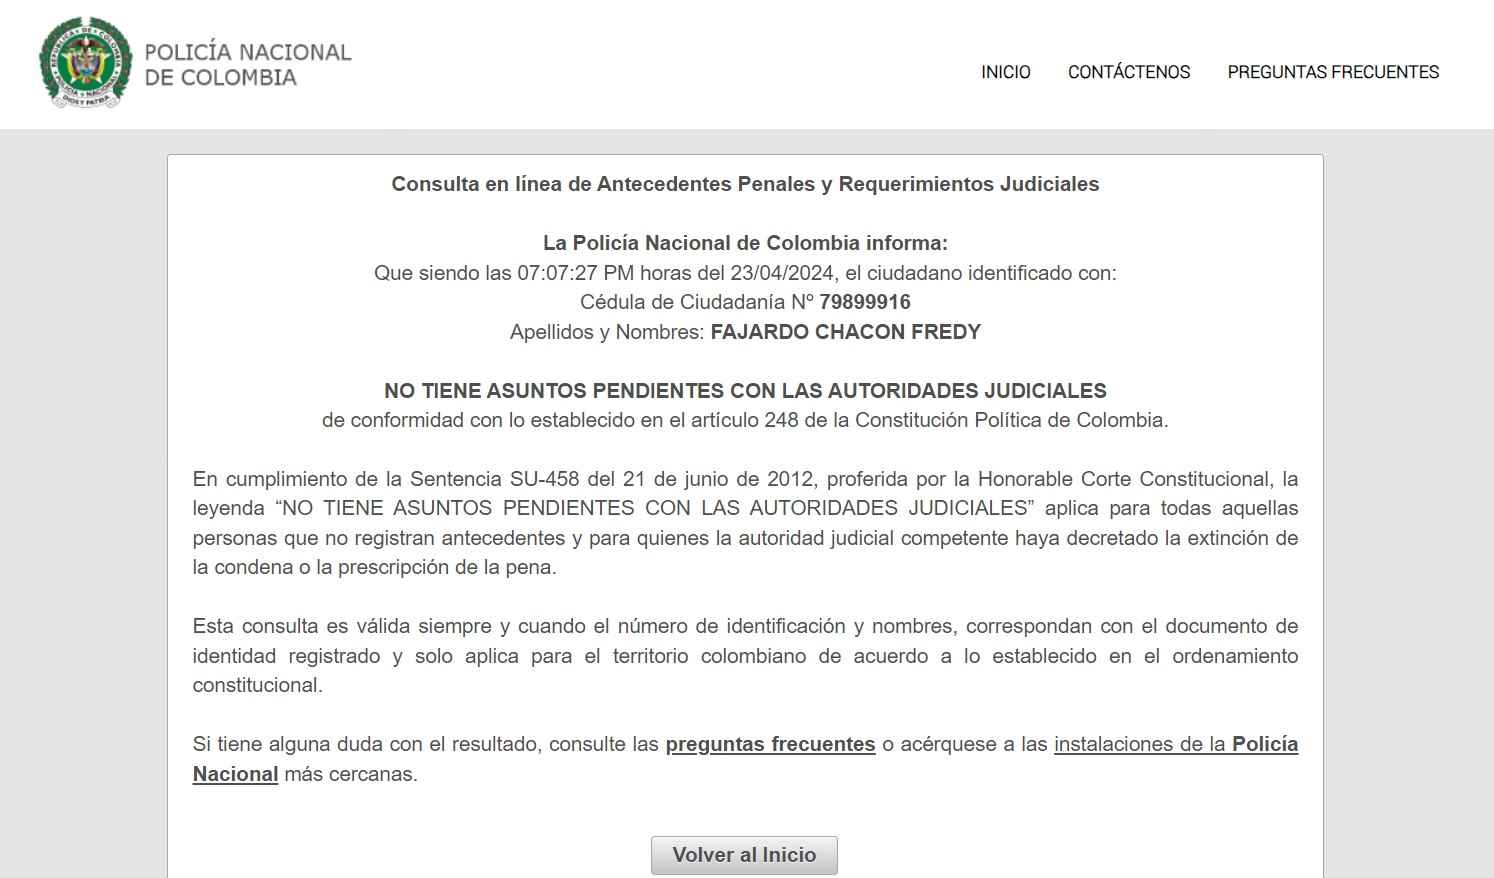 POLICÍA NACIONAL
DE COLOMBIA
INICIO CONTÁCTENOS PREGUNTAS FRECUENTES
Consulta en línea de Antecedentes Penales y Requerimientos Judiciales
La Policía Nacional de Colombia informa:
Que siendo las 07:07:27 PM horas del 23/04/2024, el ciudadano identificado con:
Cédula de Ciudadanía Nº 79899916
Apellidos y Nombres: FAJARDO CHACON FREDY
NO TIENE ASUNTOS PENDIENTES CON LAS AUTORIDADES JUDICIALES
de conformidad con lo establecido en el artículo 248 de la Constitución Política de Colombia.
En cumplimiento de la Sentencia SU-458 del 21 de junio de 2012, proferida por la Honorable Corte Constitucional, la
leyenda “NO TIENE ASUNTOS PENDIENTES CON LAS AUTORIDADES JUDICIALES” aplica para todas aquellas
personas que no registran antecedentes y para quienes la autoridad judicial competente haya decretado la extinción de
la condena o la prescripción de la pena.
Esta consulta es válida siempre y cuando el número de identificación y nombres, correspondan con el documento de
identidad registrado y solo aplica para el territorio colombiano de acuerdo a lo establecido en el ordenamiento
constitucional.
Si tiene alguna duda con el resultado, consulte las preguntas frecuentes o acérquese a las instalaciones de la Policía
Nacional más cercanas.
Volver al Inicio